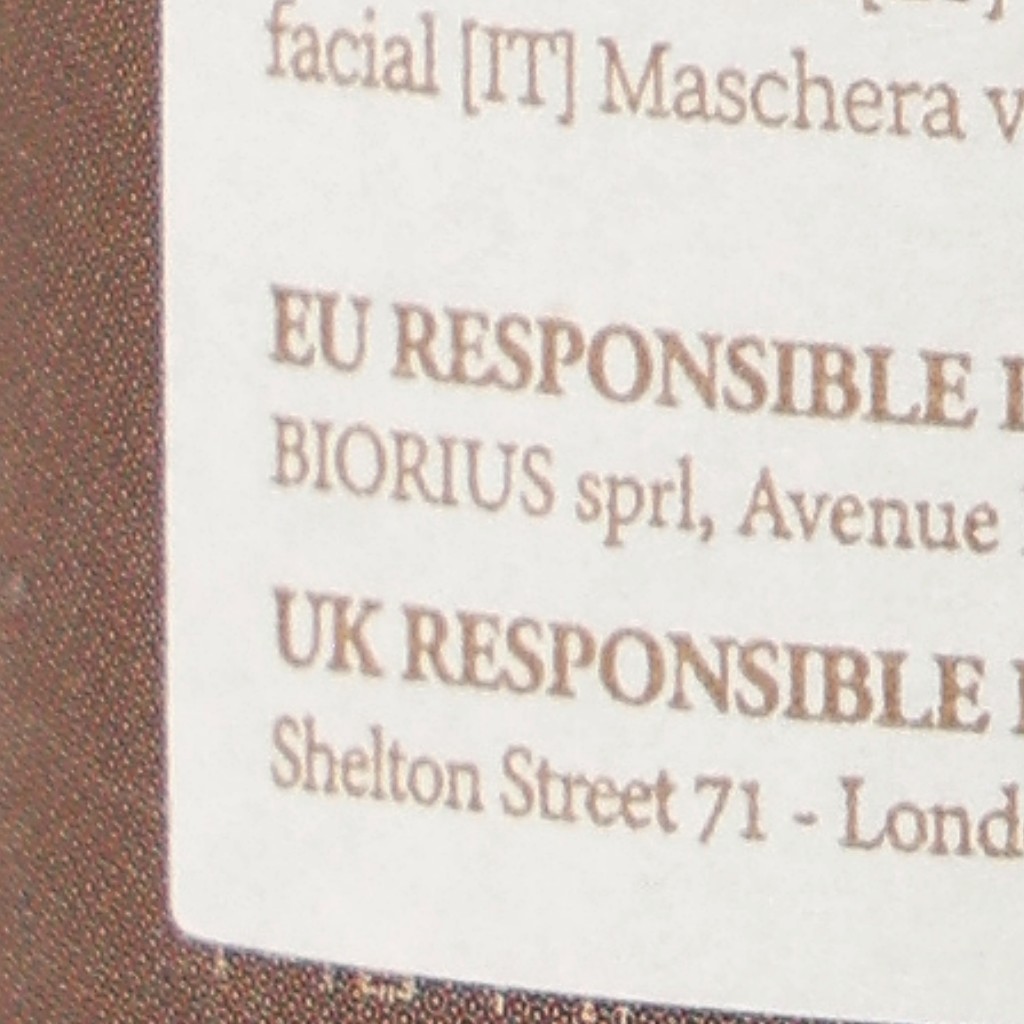 facial [IT] Maschera v
EU RESPONSIBLE
BIORIUS sprl, Avenue
UK RESPONSIBLE
Shelton Street 71 - Lond